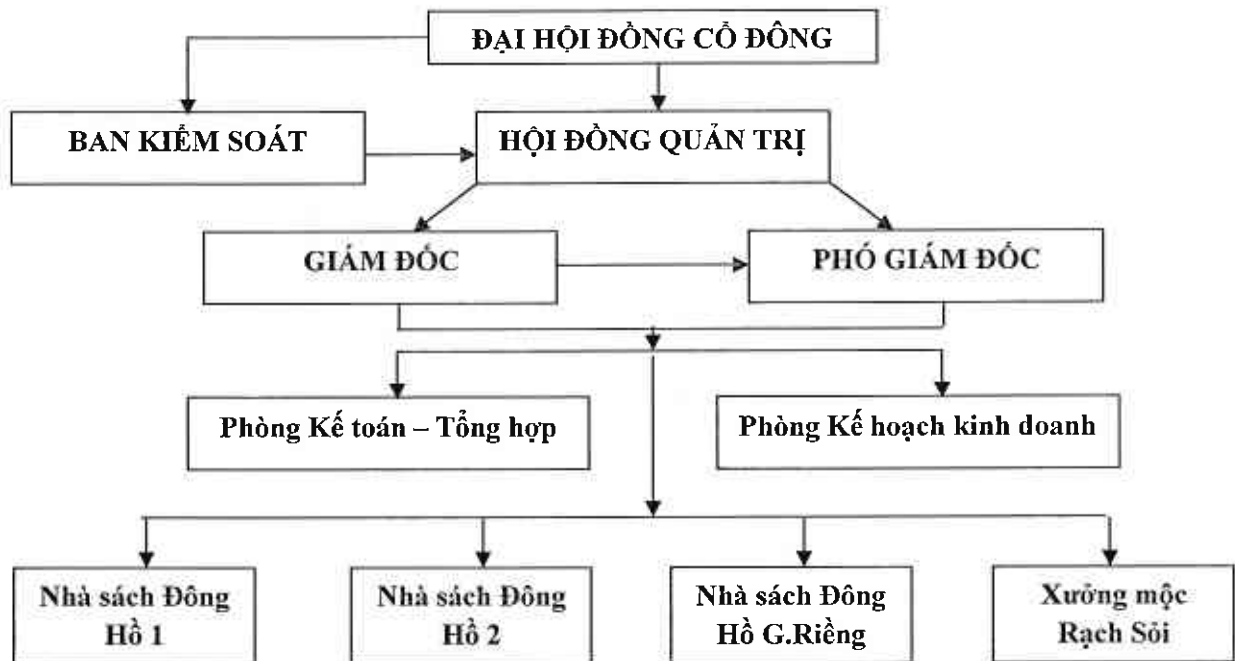 ĐẠI HỘI ĐỒNG CỔ ĐÔNG
BAN KIỂM SOÁT
HỘI ĐỒNG QUẢN TRỊ
GIÁM ĐỐC
PHÓ GIÁM ĐỐC
Phòng Kế toán – Tổng hợp
Phòng Kế hoạch kinh doanh
Nhà sách Đông
Hồ 1
Nhà sách Đông
Hồ 2
Nhà sách Đông
Hồ G.Riềng
Xưởng mộc
Rạch Sỏi